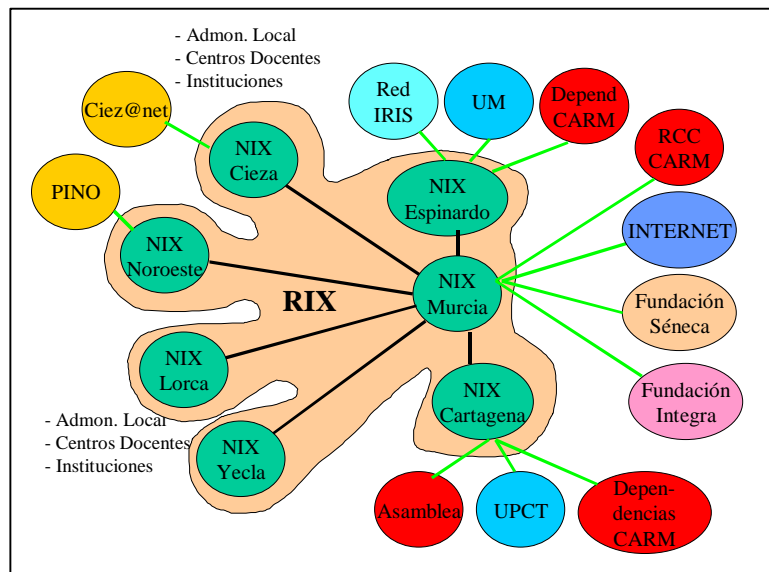 - Admon. Local
- Centros Docentes
- Instituciones
Ciez@net
Red
IRIS
UM
Depend
CARM
RCC
CARM
NIX
Cieza
PINO
NIX
Espinardo
NIX
Noroeste
INTERNET
NIX
Murcia
RIX
Fundación
Séneca
NIX
Lorca
NIX
Cartagena
Fundación
Integra
- Admon. Local
- Centros Docentes
- Instituciones
NIX
Yecla
Asamblea
UPCT
Depen-
dencias
CARM